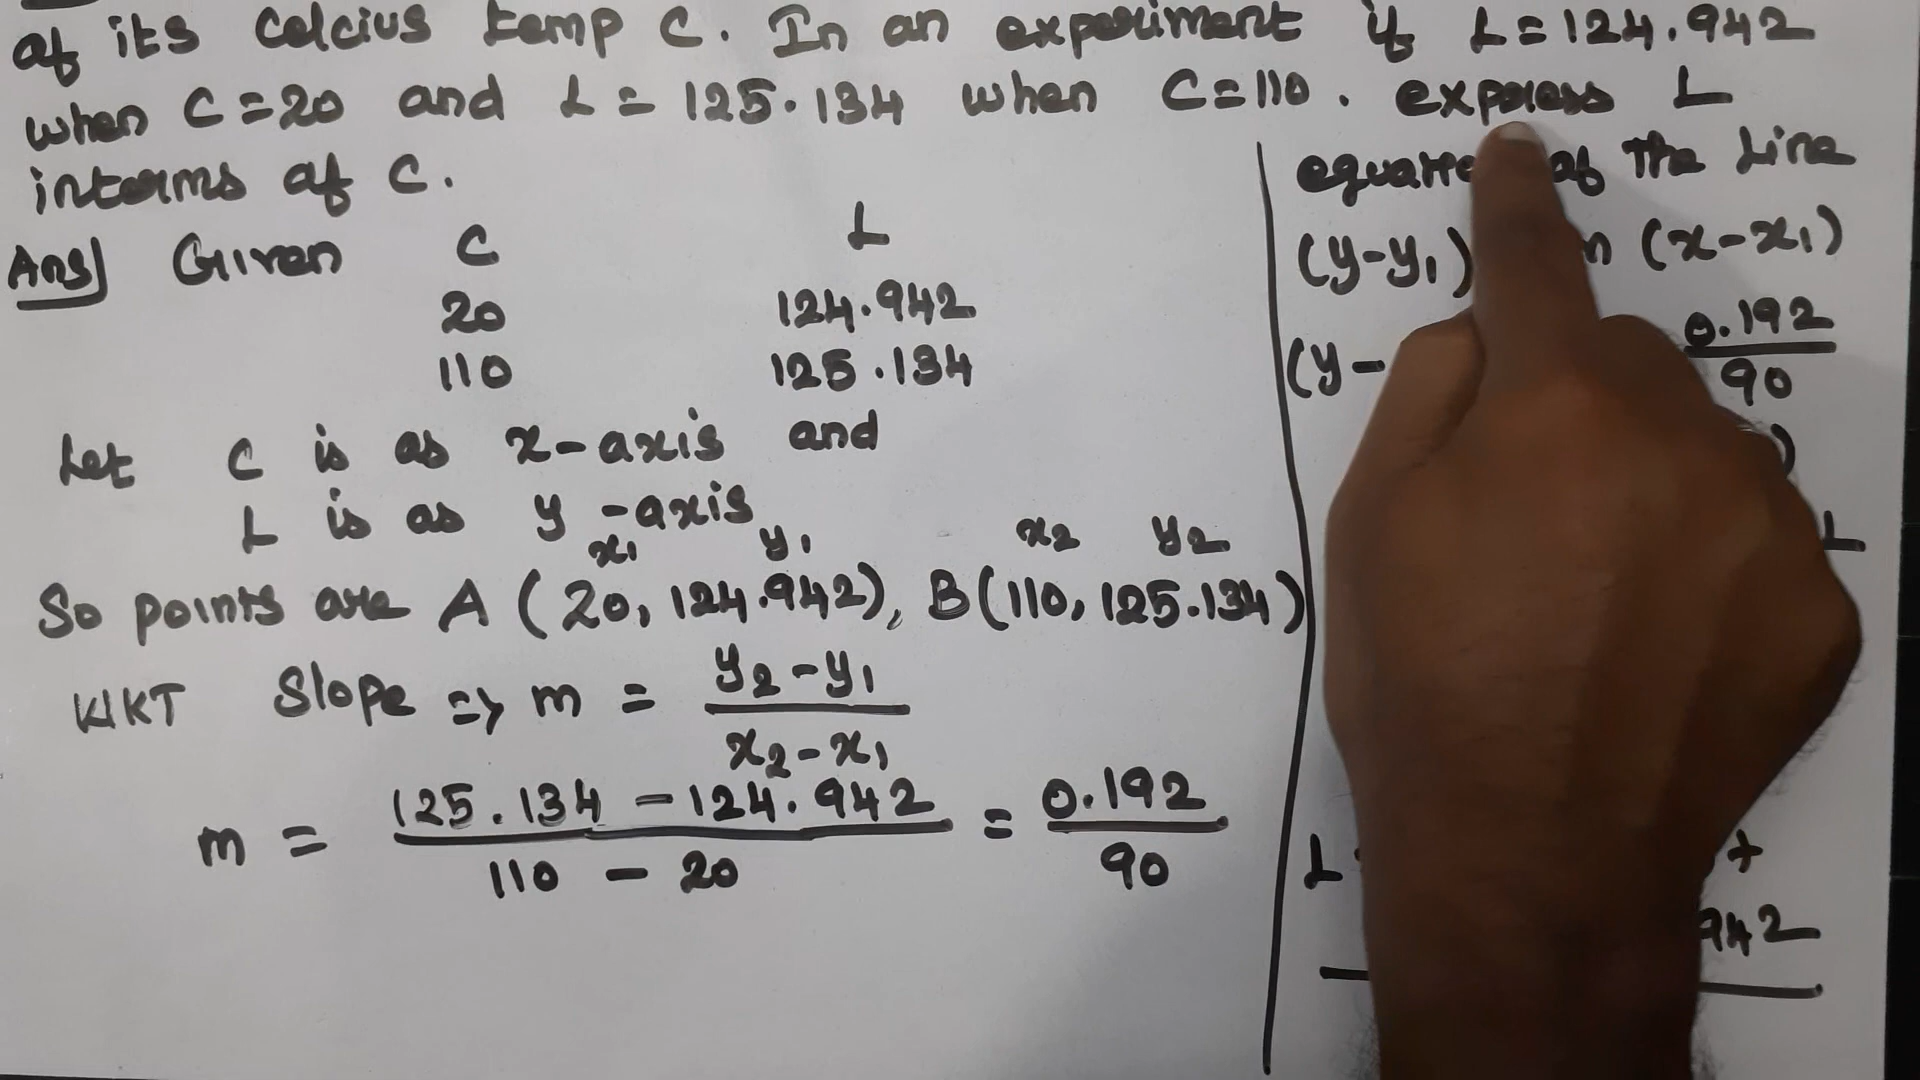 of its Celcius temp C. In an experiment if L=124.942
when C=20 and L= 125.134 when C=110. express L
interms of C.
Ans] Given C L
20 124.942
110 125.134
Let C is as x-axis and
L is as y-axis
x1 y1 x2 y2
So points are A (20, 124.942), B(110, 125.134)
WKT Slope => m = y2-y1
x2-x1
m = 125.134 - 124.942 = 0.192
110 - 20 90
of the Line
(y-y1) (x-x1)
(y- 0.192
90
)
L
L +
942